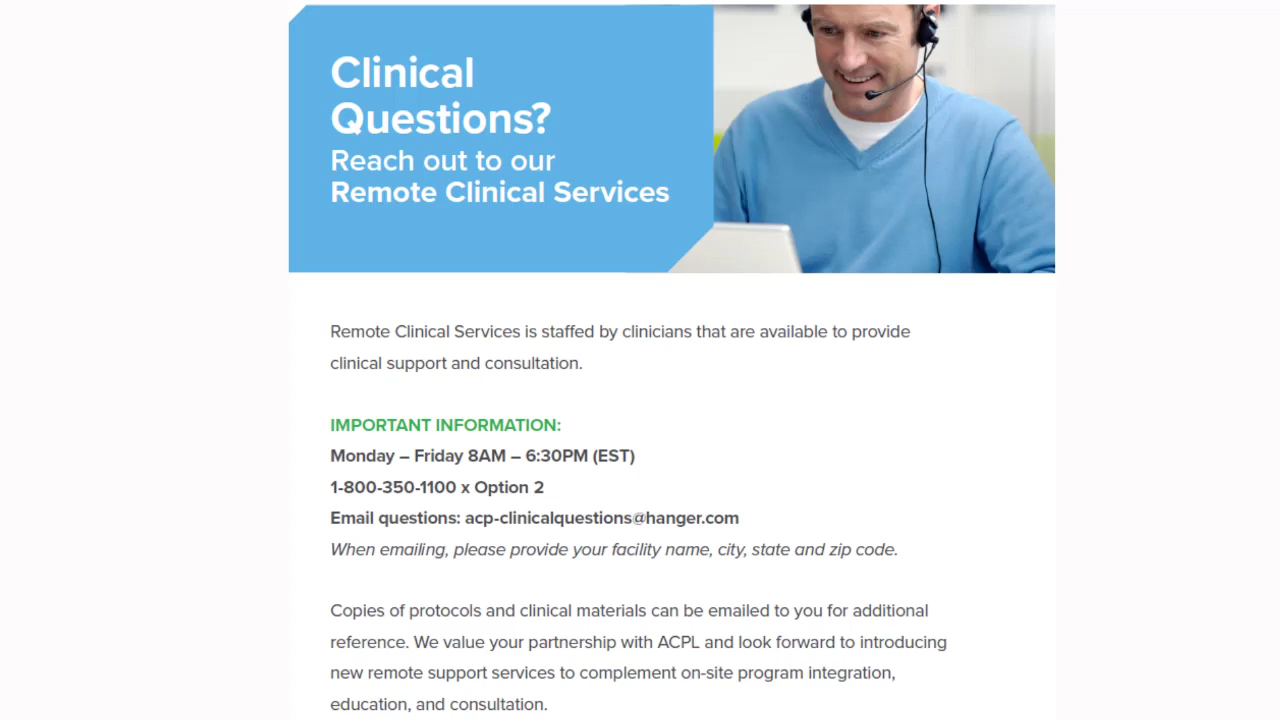 Clinical
Questions?
Reach out to our
Remote Clinical Services
Remote Clinical Services is staffed by clinicians that are available to provide
clinical support and consultation.
IMPORTANT INFORMATION:
Monday – Friday 8AM – 6:30PM (EST)
1-800-350-1100 x Option 2
Email questions: acp-clinicalquestions@hanger.com
When emailing, please provide your facility name, city, state and zip code.
Copies of protocols and clinical materials can be emailed to you for additional
reference. We value your partnership with ACPL and look forward to introducing
new remote support services to complement on-site program integration,
education, and consultation.